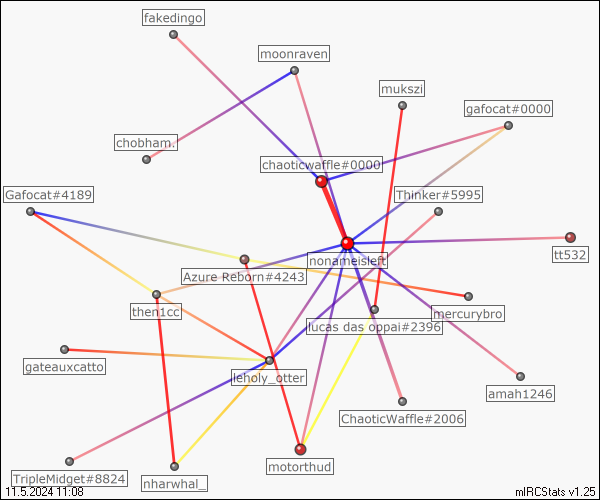 fakedingo
moonraven
mukszi
gafocat#0000
chobham.
chaoticwaffle#0000
Gafocat#4189
Thinker#5995
nonameisleft
tt532
Azure Reborn#4243
then1cc
mercurybro
lucas das oppai#2396
gateauxcatto
leholy_otter
amah1246
ChaoticWaffle#2006
motorthud
TripleMidget#8824
nharwhal_
11.5.2024 11:08
mIRCStats v1.25